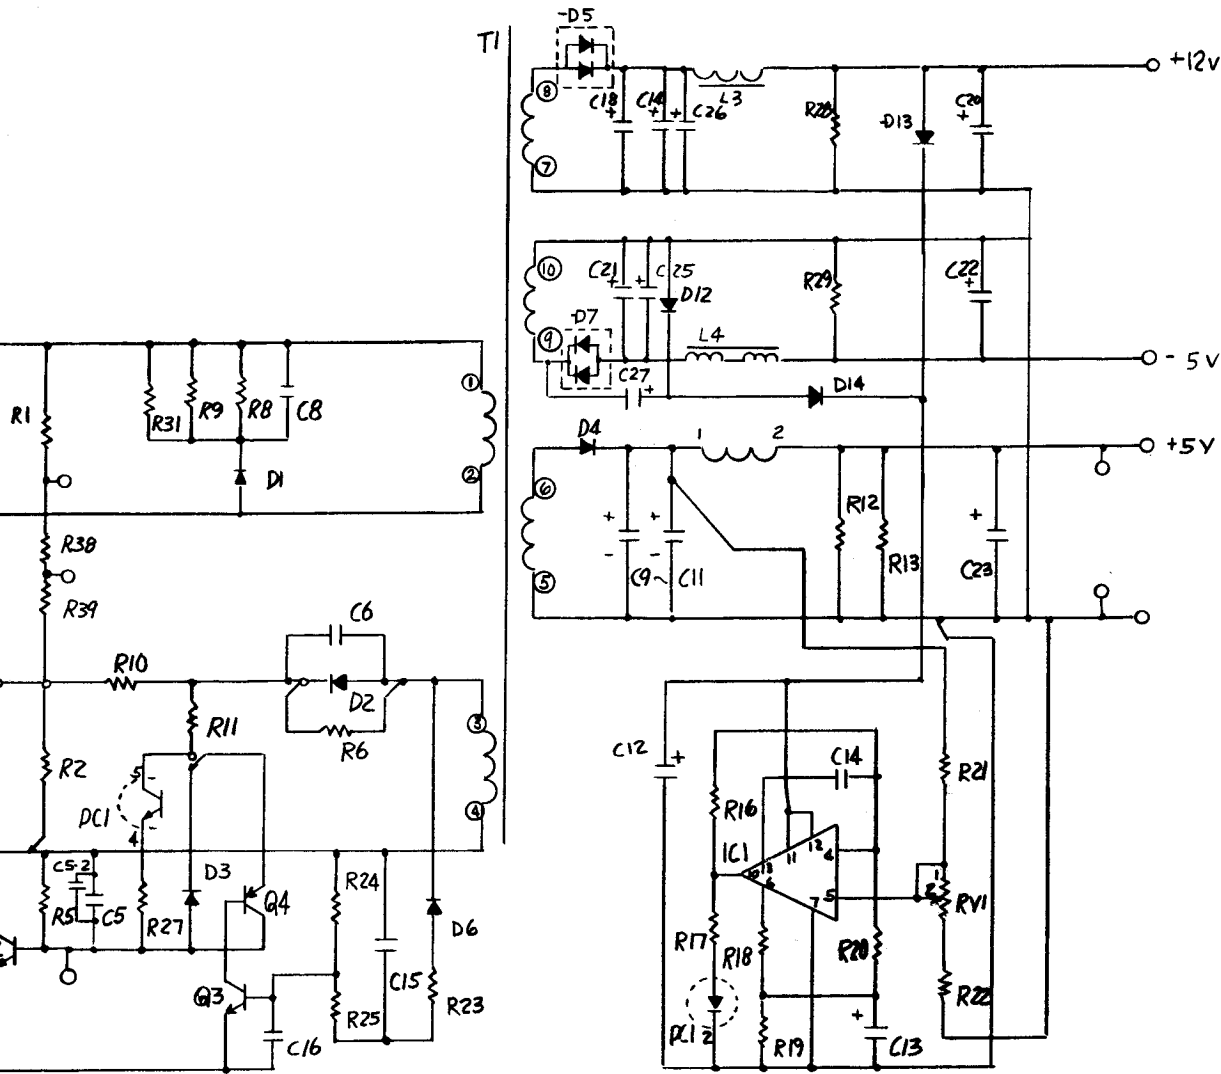 T1
-D5
8
7
C18
+
C14
+
C26
+
L3
R28
-D13
C20
+
+12V
10
9
C21
+
C25
+
D12
-D7
C27
+
L4
R29
C22
+
- 5V
D14
D4
1
2
+5V
6
5
+
-
+
-
C9~C11
R12
R13
+
C23
R1
R31
R9
R8
C8
D1
1
2
R38
R39
R10
C6
D2
R6
R11
3
4
R2
5
PC1
4
C5-2
R5
C5
R27
D3
Q4
Q3
R24
R25
C15
C16
D6
R23
C12
+
R16
C14
R21
IC1
10
13
11
12
4
6
7
5
1
2
RV1
R17
R18
R20
R22
PC1
2
R19
+
C13